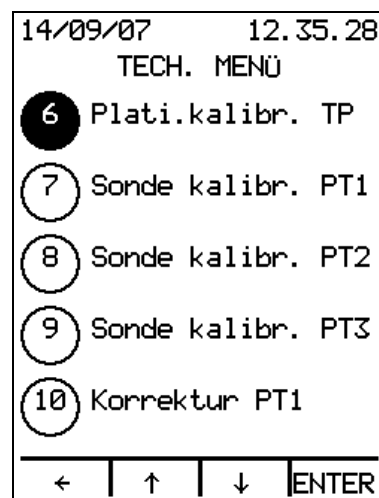 14/09/07 12.35.28
TECH. MENÜ
6 Plati.kalibr. TP
7 Sonde kalibr. PT1
8 Sonde kalibr. PT2
9 Sonde kalibr. PT3
10 Korrektur PT1
← ↑ ↓ ENTER